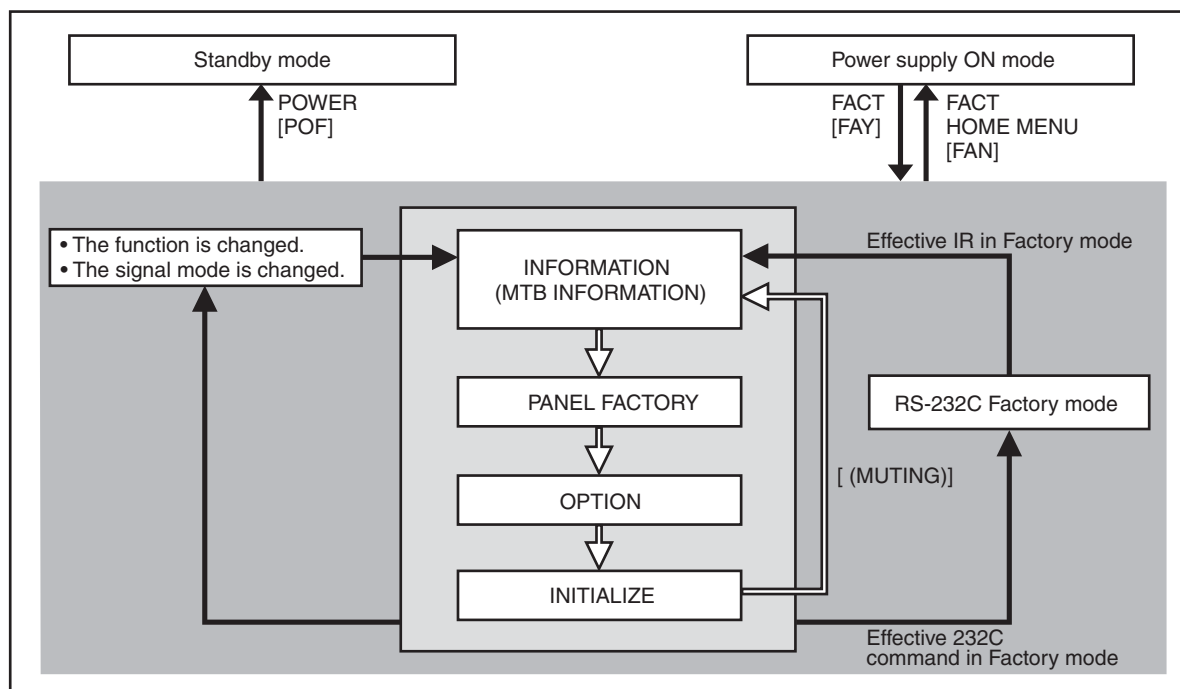 Standby mode
Power supply ON mode
POWER
[POF]
FACT
[FAY]
FACT
HOME MENU
[FAN]
• The function is changed.
• The signal mode is changed.
INFORMATION
(MTB INFORMATION)
Effective IR in Factory mode
PANEL FACTORY
RS-232C Factory mode
[ (MUTING)]
OPTION
INITIALIZE
Effective 232C
command in Factory mode